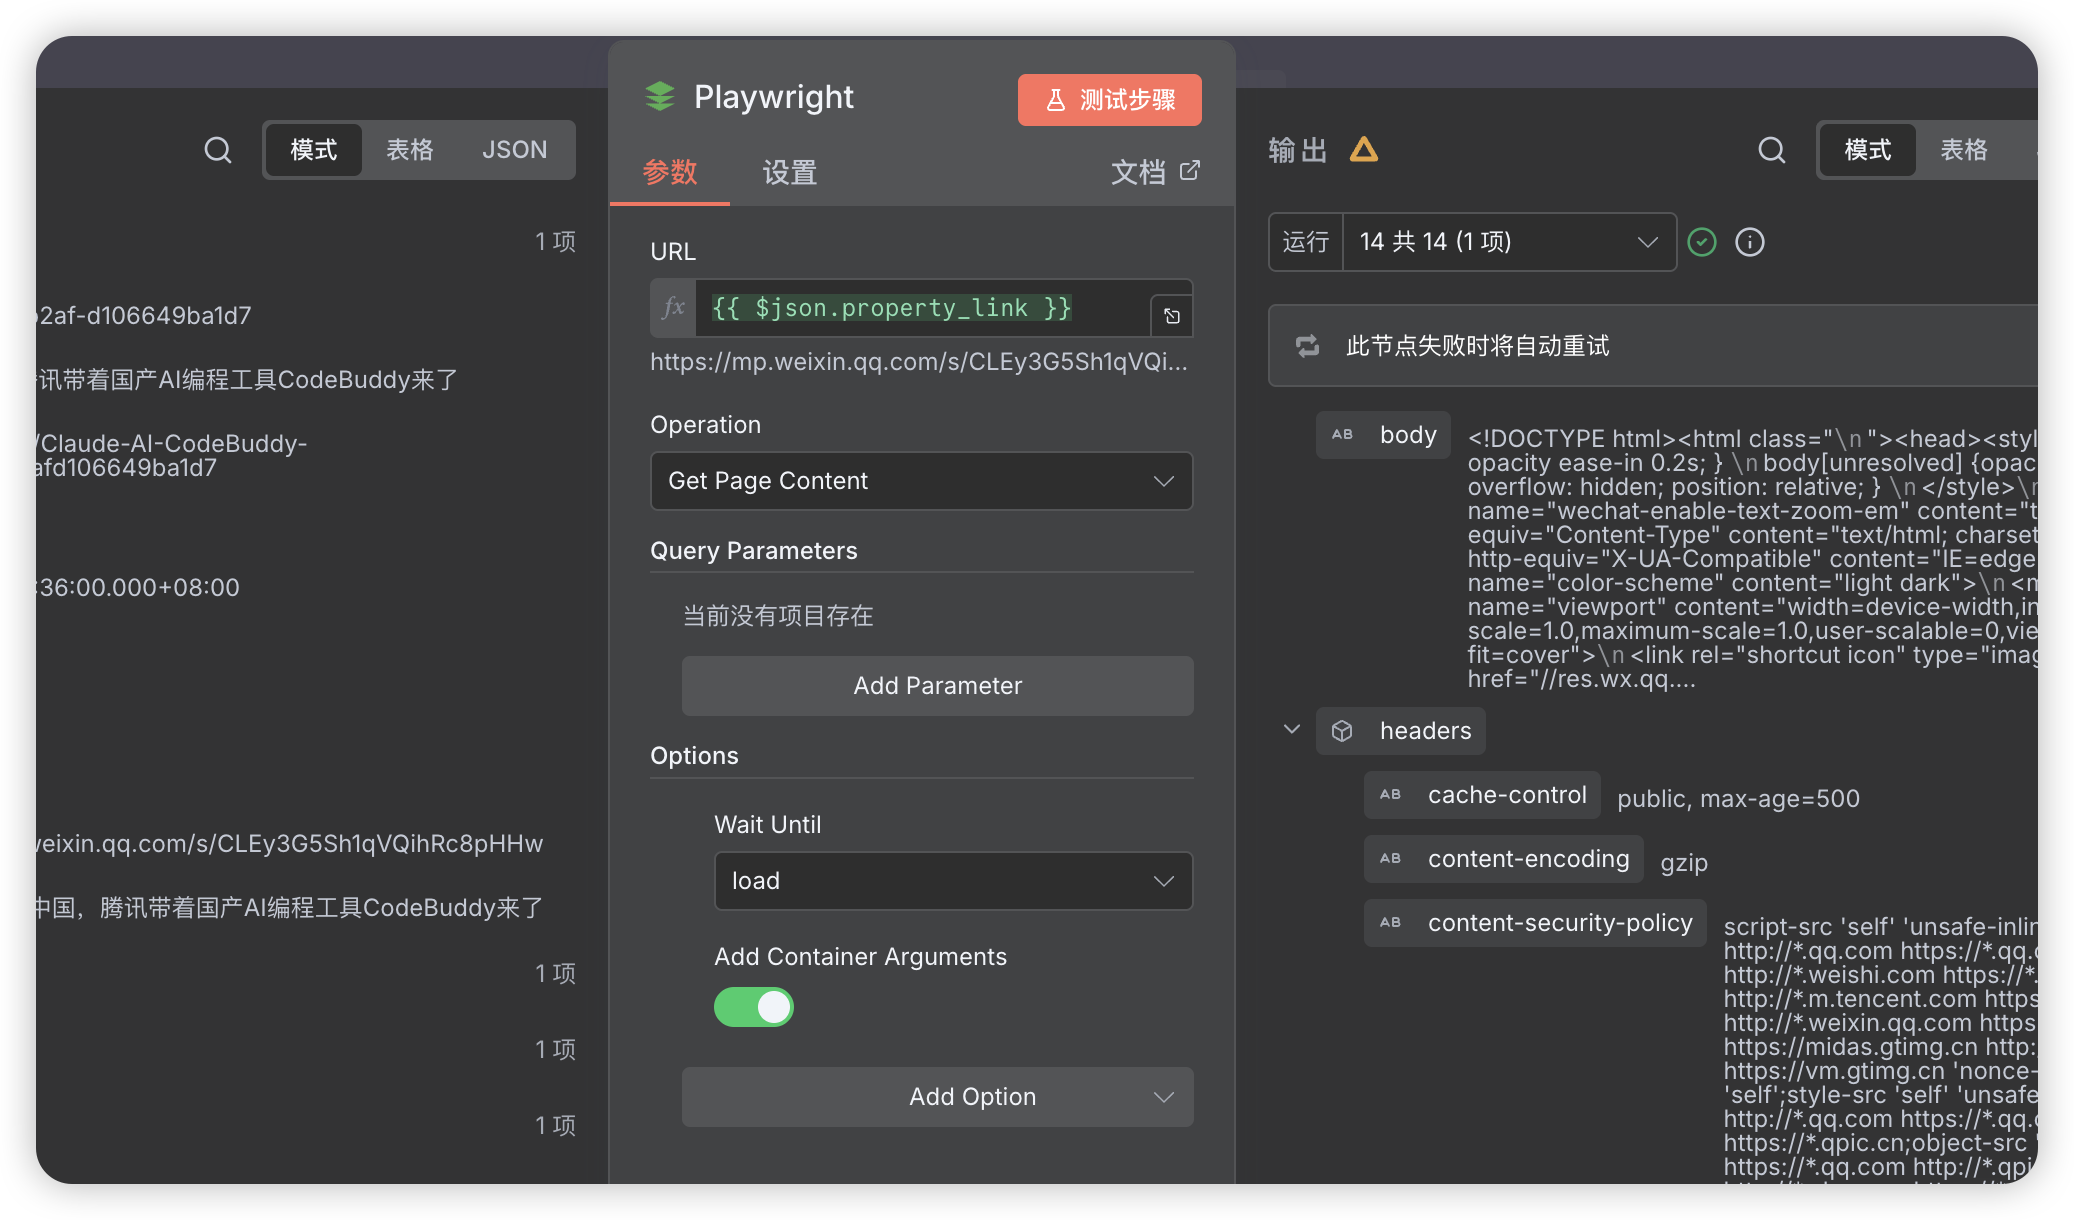 模式
表格
JSON
1 项
2af-d106649ba1d7
讯带着国产AI编程工具CodeBuddy来了
/Claude-AI-CodeBuddy-
afd106649ba1d7
:36:00.000+08:00
weixin.qq.com/s/CLEy3G5Sh1qVQihRc8pHHw
中国，腾讯带着国产AI编程工具CodeBuddy来了
1 项
1 项
1 项
Playwright
测试步骤
参数
设置
文档
URL
fx
{{ $json.property_link }}
https://mp.weixin.qq.com/s/CLEy3G5Sh1qVQi...
Operation
Get Page Content
Query Parameters
当前没有项目存在
Add Parameter
Options
Wait Until
load
Add Container Arguments
Add Option
输出
模式
表格
运行
14 共 14 (1 项)
此节点失败时将自动重试
AB body
<!DOCTYPE html><html class="\n"><head><styl
opacity ease-in 0.2s; } \nbody[unresolved] {opac
overflow: hidden; position: relative; } \n</style>\n
name="wechat-enable-text-zoom-em" content="t
equiv="Content-Type" content="text/html; charset
http-equiv="X-UA-Compatible" content="IE=edge
name="color-scheme" content="light dark">\n<m
name="viewport" content="width=device-width,in
scale=1.0,maximum-scale=1.0,user-scalable=0,vie
fit=cover">\n<link rel="shortcut icon" type="imag
href="//res.wx.qq....
headers
AB cache-control
public, max-age=500
AB content-encoding
gzip
AB content-security-policy
script-src 'self' 'unsafe-inlin
http://*.qq.com https://*.qq.c
http://*.weishi.com https://*.
http://*.m.tencent.com https
http://*.weixin.qq.com https
https://midas.gtimg.cn http:
https://vm.gtimg.cn 'nonce-
'self';style-src 'self' 'unsafe
http://*.qq.com https://*.qq.c
https://*.qpic.cn;object-src '
https://*.qq.com http://*.qpi